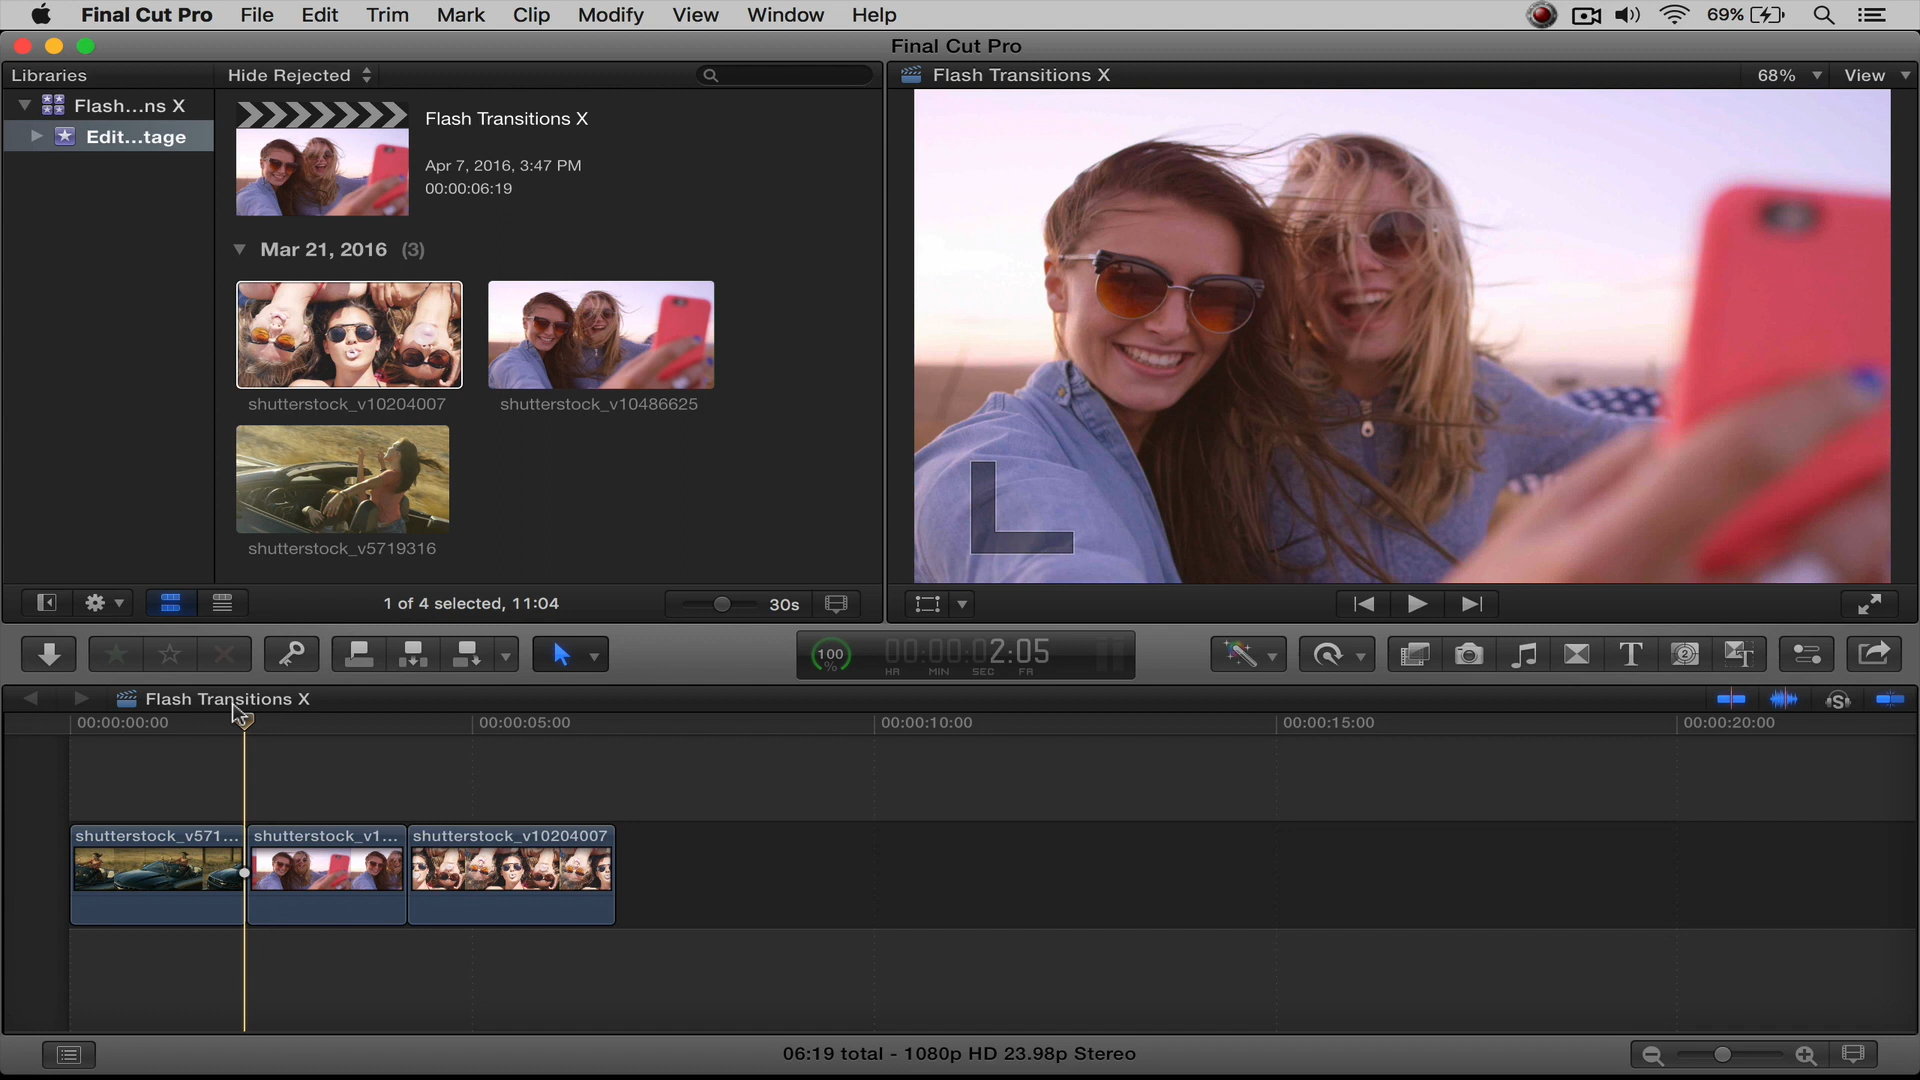 Final Cut Pro File Edit Trim Mark Clip Modify View Window Help 69%
Final Cut Pro
Libraries Hide Rejected
Flash Transitions X 68% View
Flash...ns X
Edit...tage
Flash Transitions X
Apr 7, 2016, 3:47 PM
00:00:06:19
Mar 21, 2016 (3)
shutterstock_v10204007 shutterstock_v10486625
shutterstock_v5719316
1 of 4 selected, 11:04 30s
100 % 00:00:02:05
HR MIN SEC FR
T 2 T
Flash Transitions X S
00:00:00:00 00:00:05:00 00:00:10:00 00:00:15:00 00:00:20:00
shutterstock_v571... shutterstock_v1... shutterstock_v10204007
06:19 total - 1080p HD 23.98p Stereo